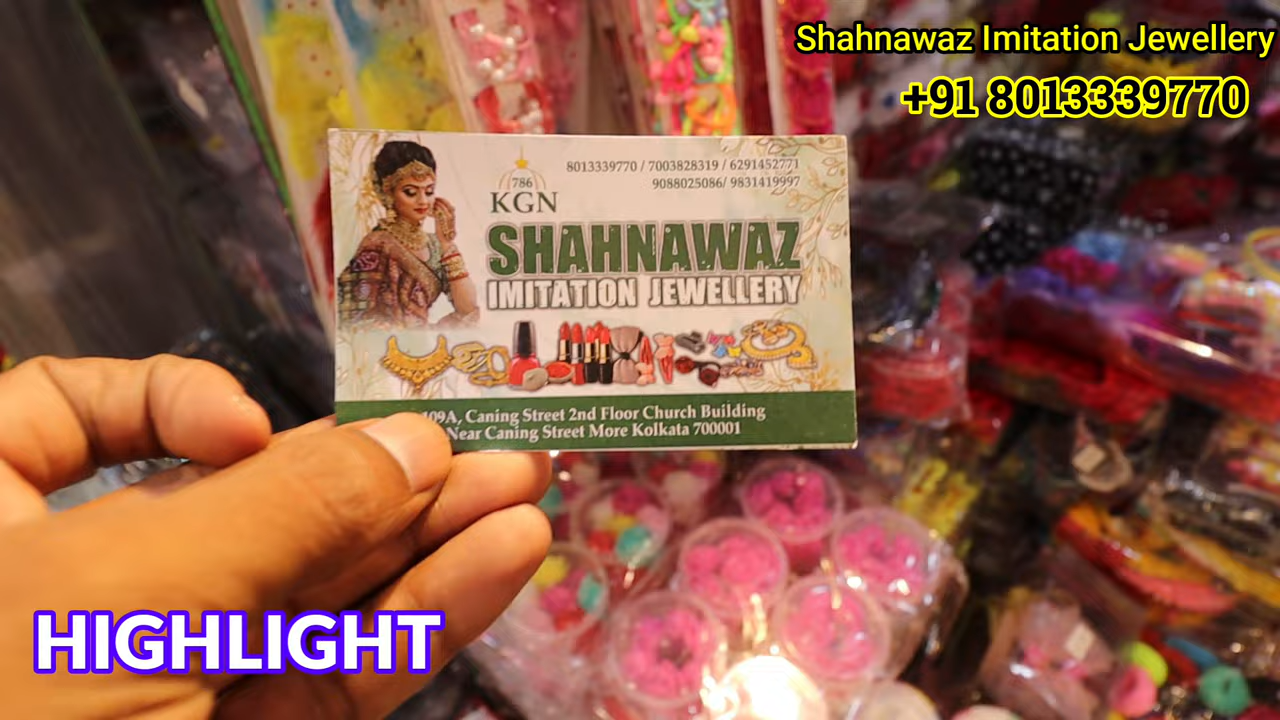 Shahnawaz Imitation Jewellery
+91 8013339770
8013339770 / 7003828319 / 6291452771
9088025086/ 9831419997
786
KGN
SHAHNAWAZ
IMITATION JEWELLERY
109A, Caning Street 2nd Floor Church Building
Near Caning Street More Kolkata 700001
HIGHLIGHT